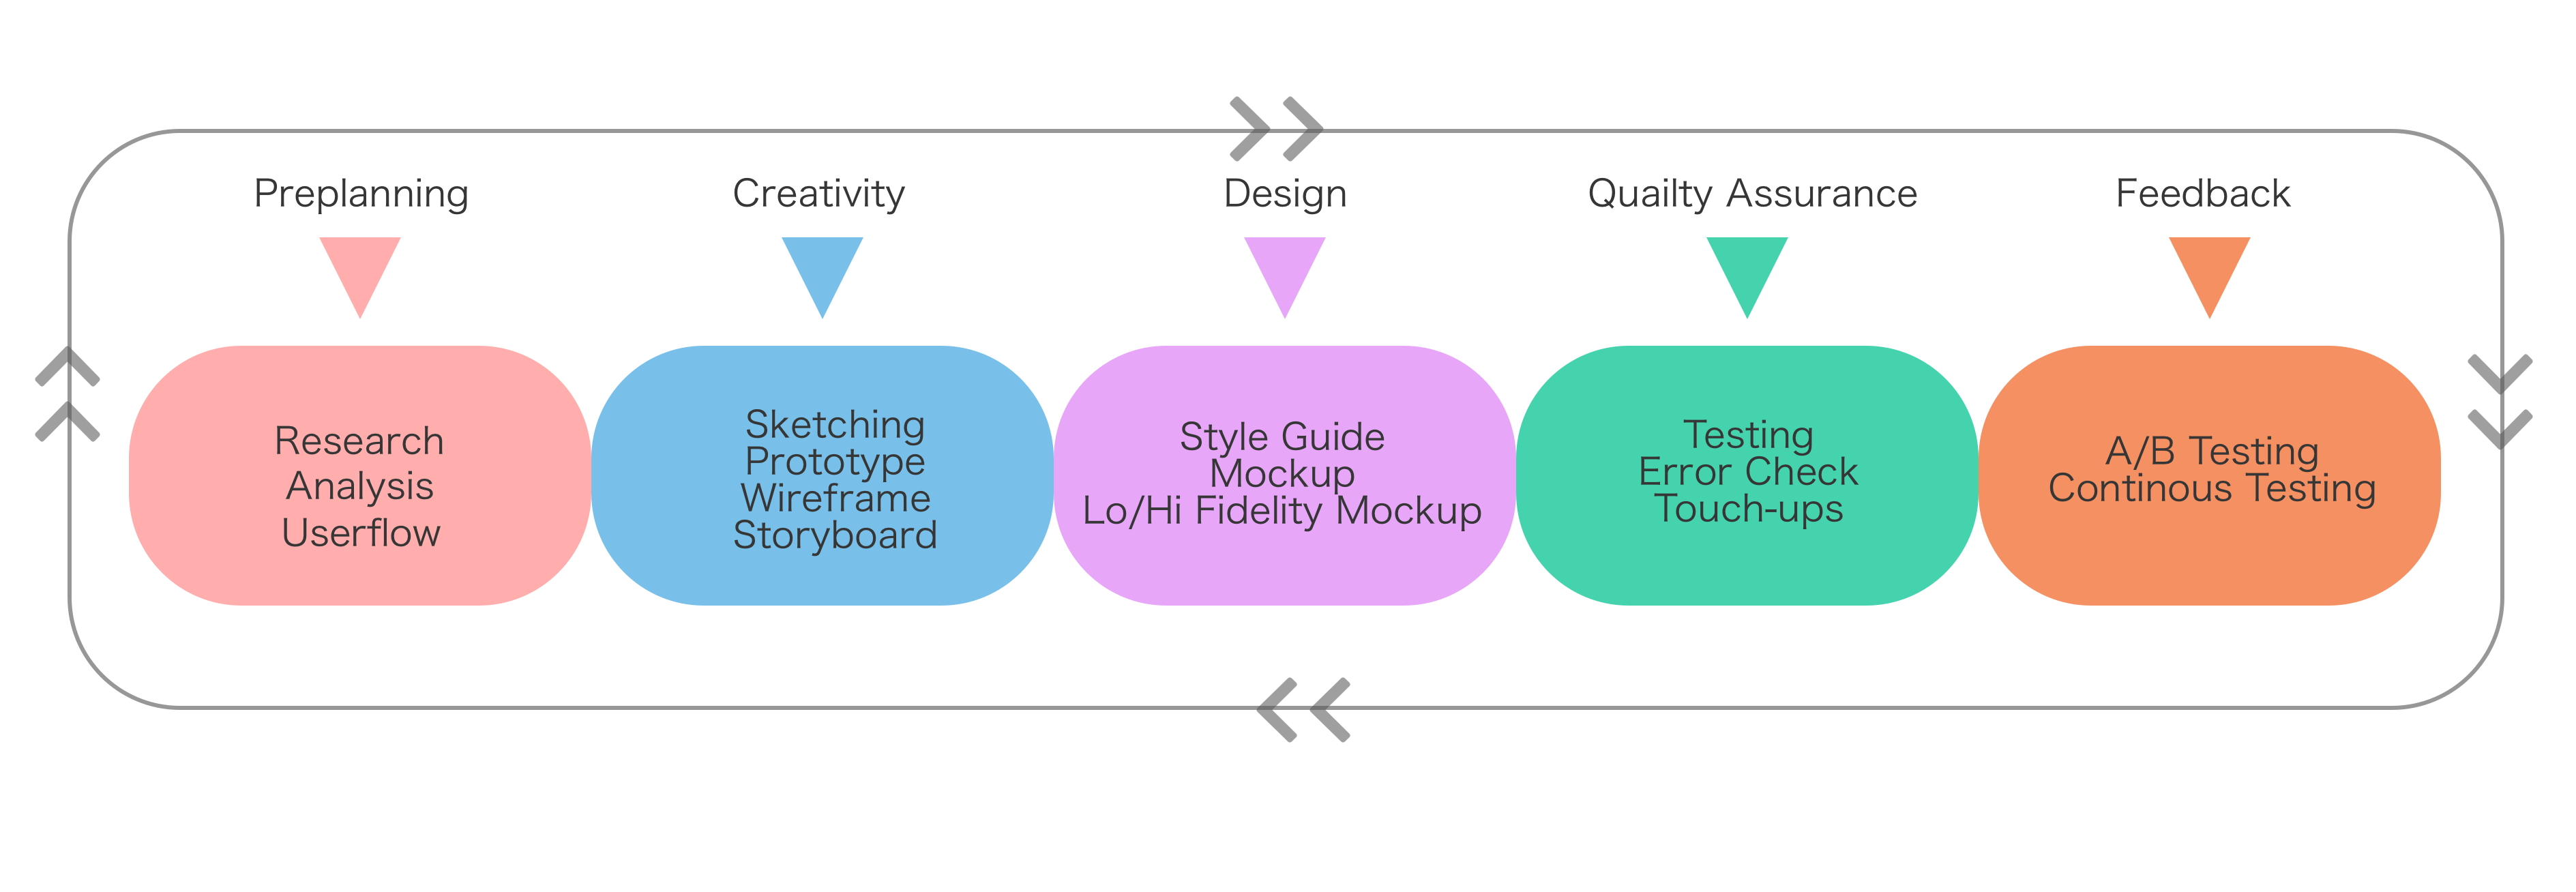 Preplanning
Creativity
Design
Quailty Assurance
Feedback
Research
Analysis
Userflow
Sketching
Prototype
Wireframe
Storyboard
Style Guide
Mockup
Lo/Hi Fidelity Mockup
Testing
Error Check
Touch-ups
A/B Testing
Continous Testing